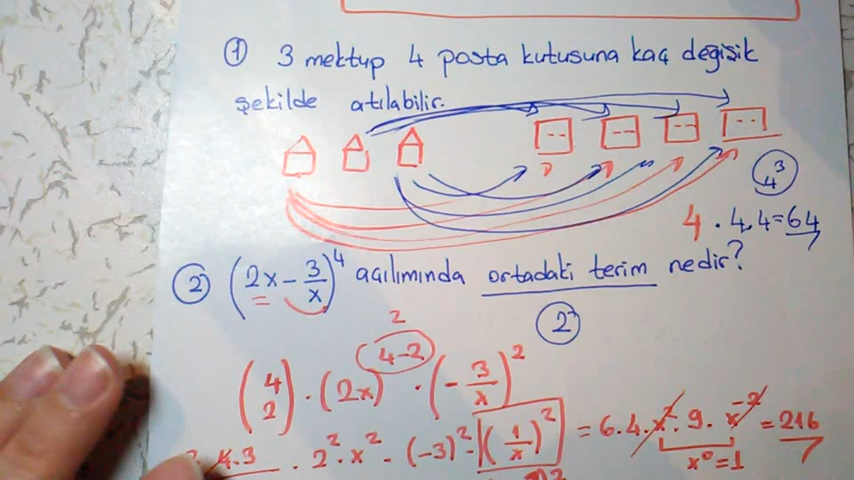 ① 3 mektup 4 posta kutusuna kaç değişik
şekilde atılabilir.
4³
4 . 4.4=64
② (2x - 3/x)⁴ açılımında ortadaki terim nedir?
2
2
(4 2) . (2x)⁴⁻² . (-3/x)² = 6.4.x².9.x⁻² = 216
4.3 . 2² . x² . (-3)² . (1/x)²
x⁰=1